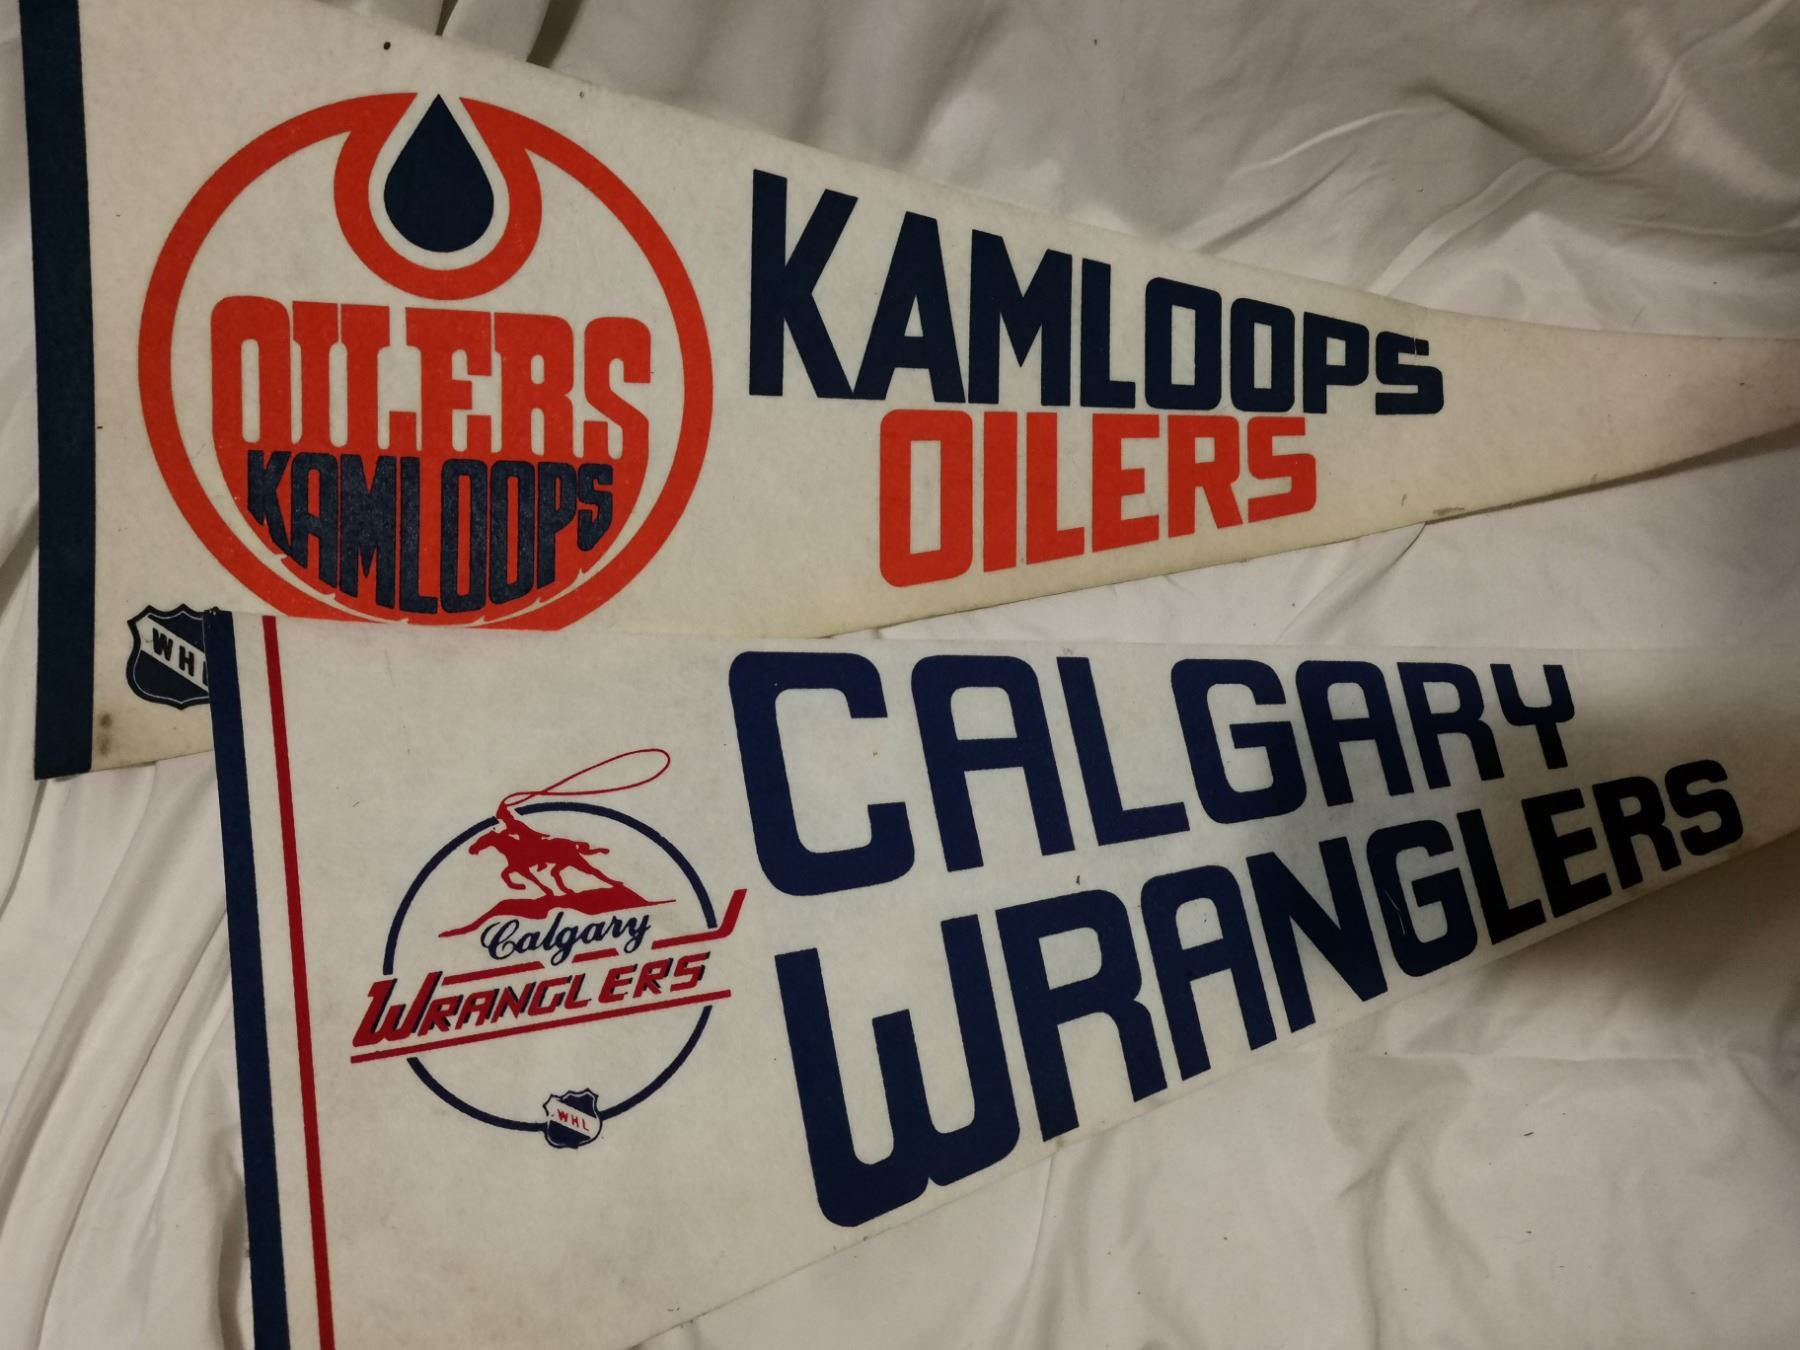 OILERS
KAMLOOPS
KAMLOOPS
OILERS
WHL
CALGARY
WRANGLERS
Calgary
WRANGLERS
WHL